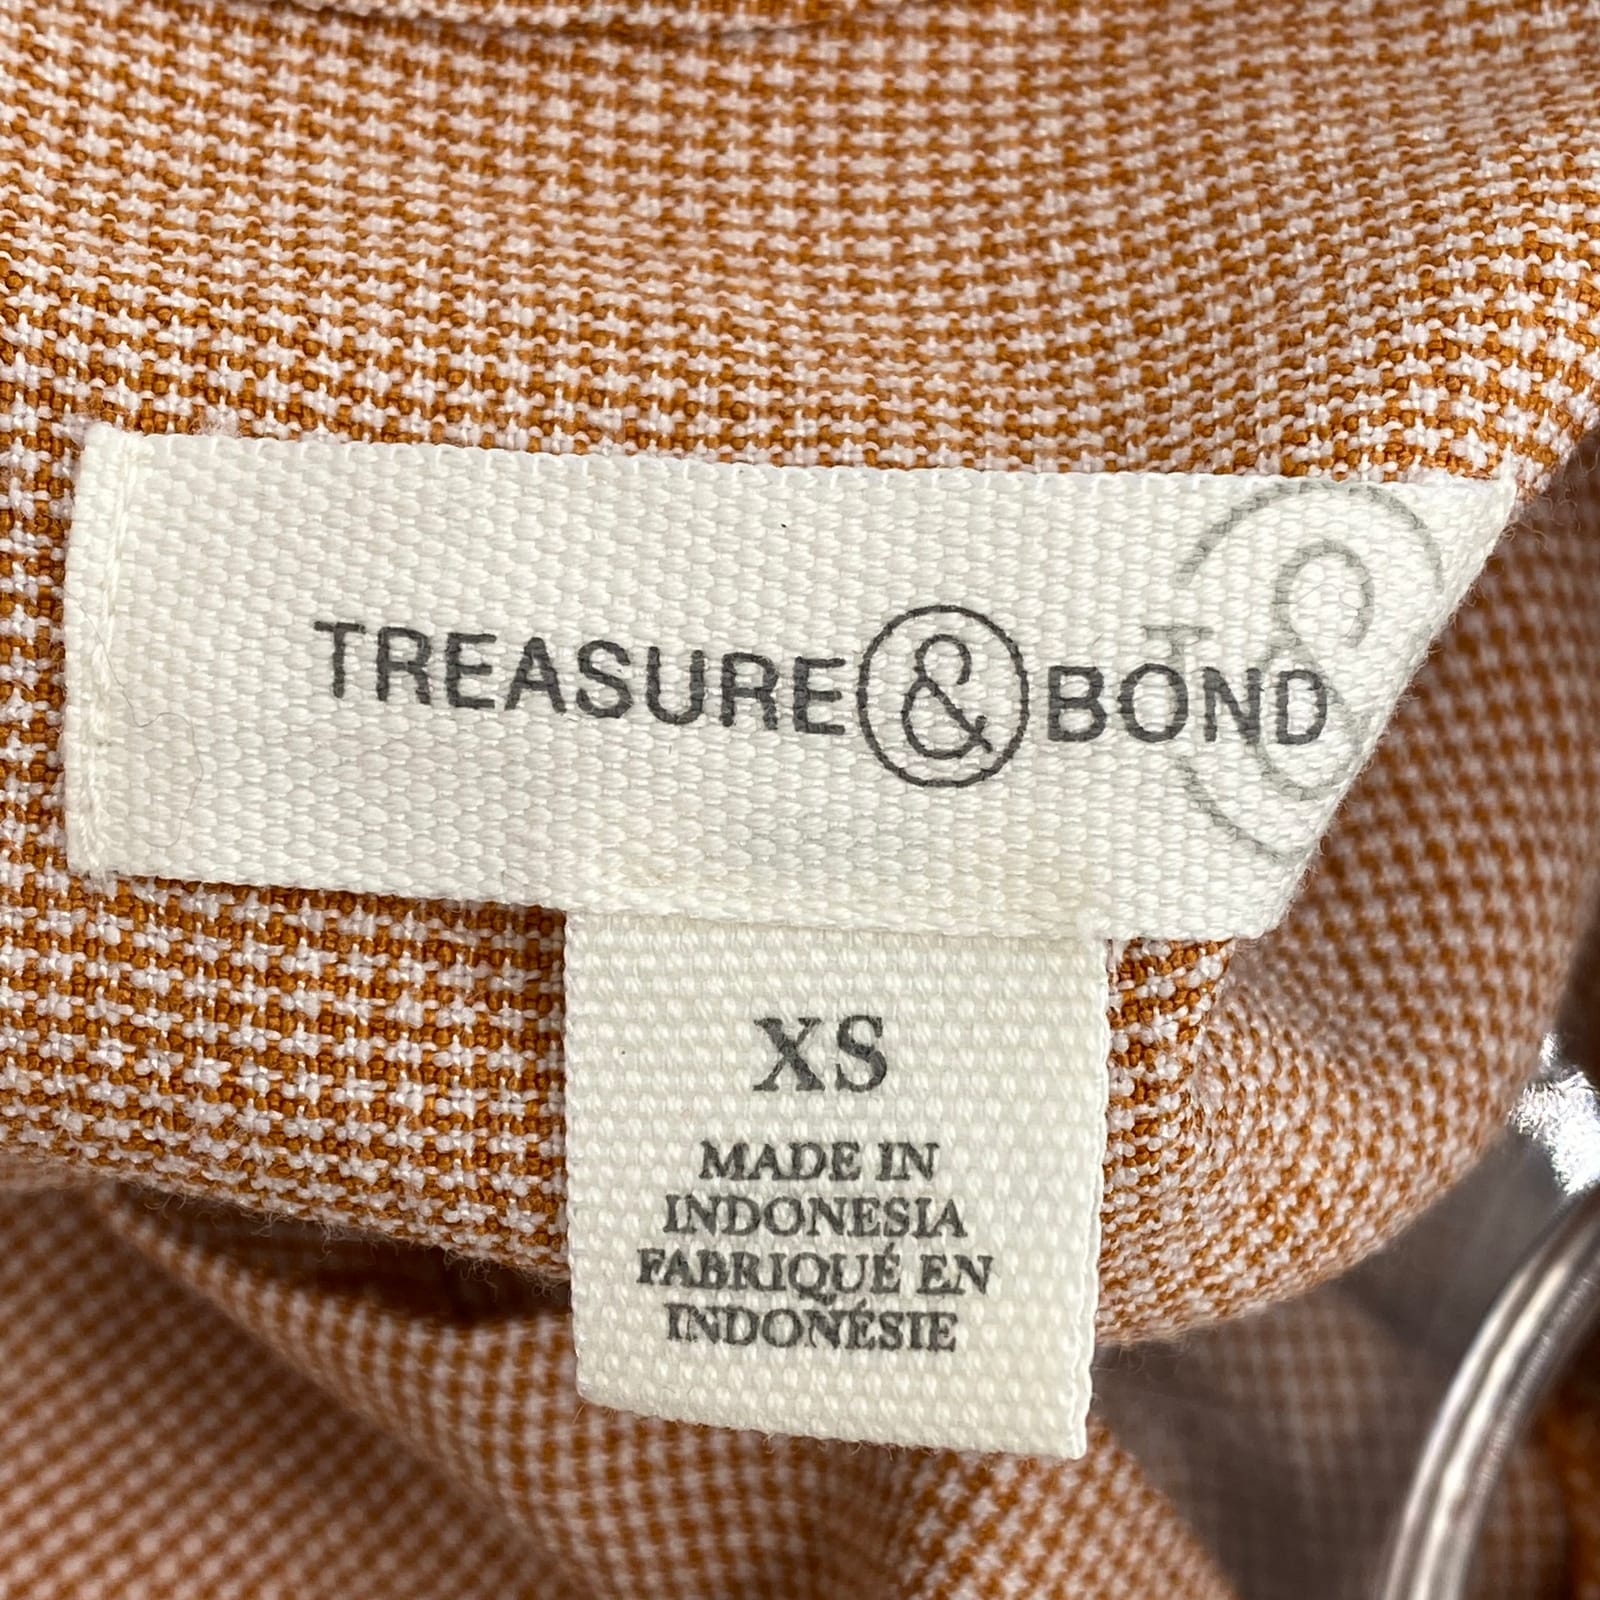 TREASURE & BOND
XS
MADE IN
INDONESIA
FABRIQUÉ EN
INDONÉSIE